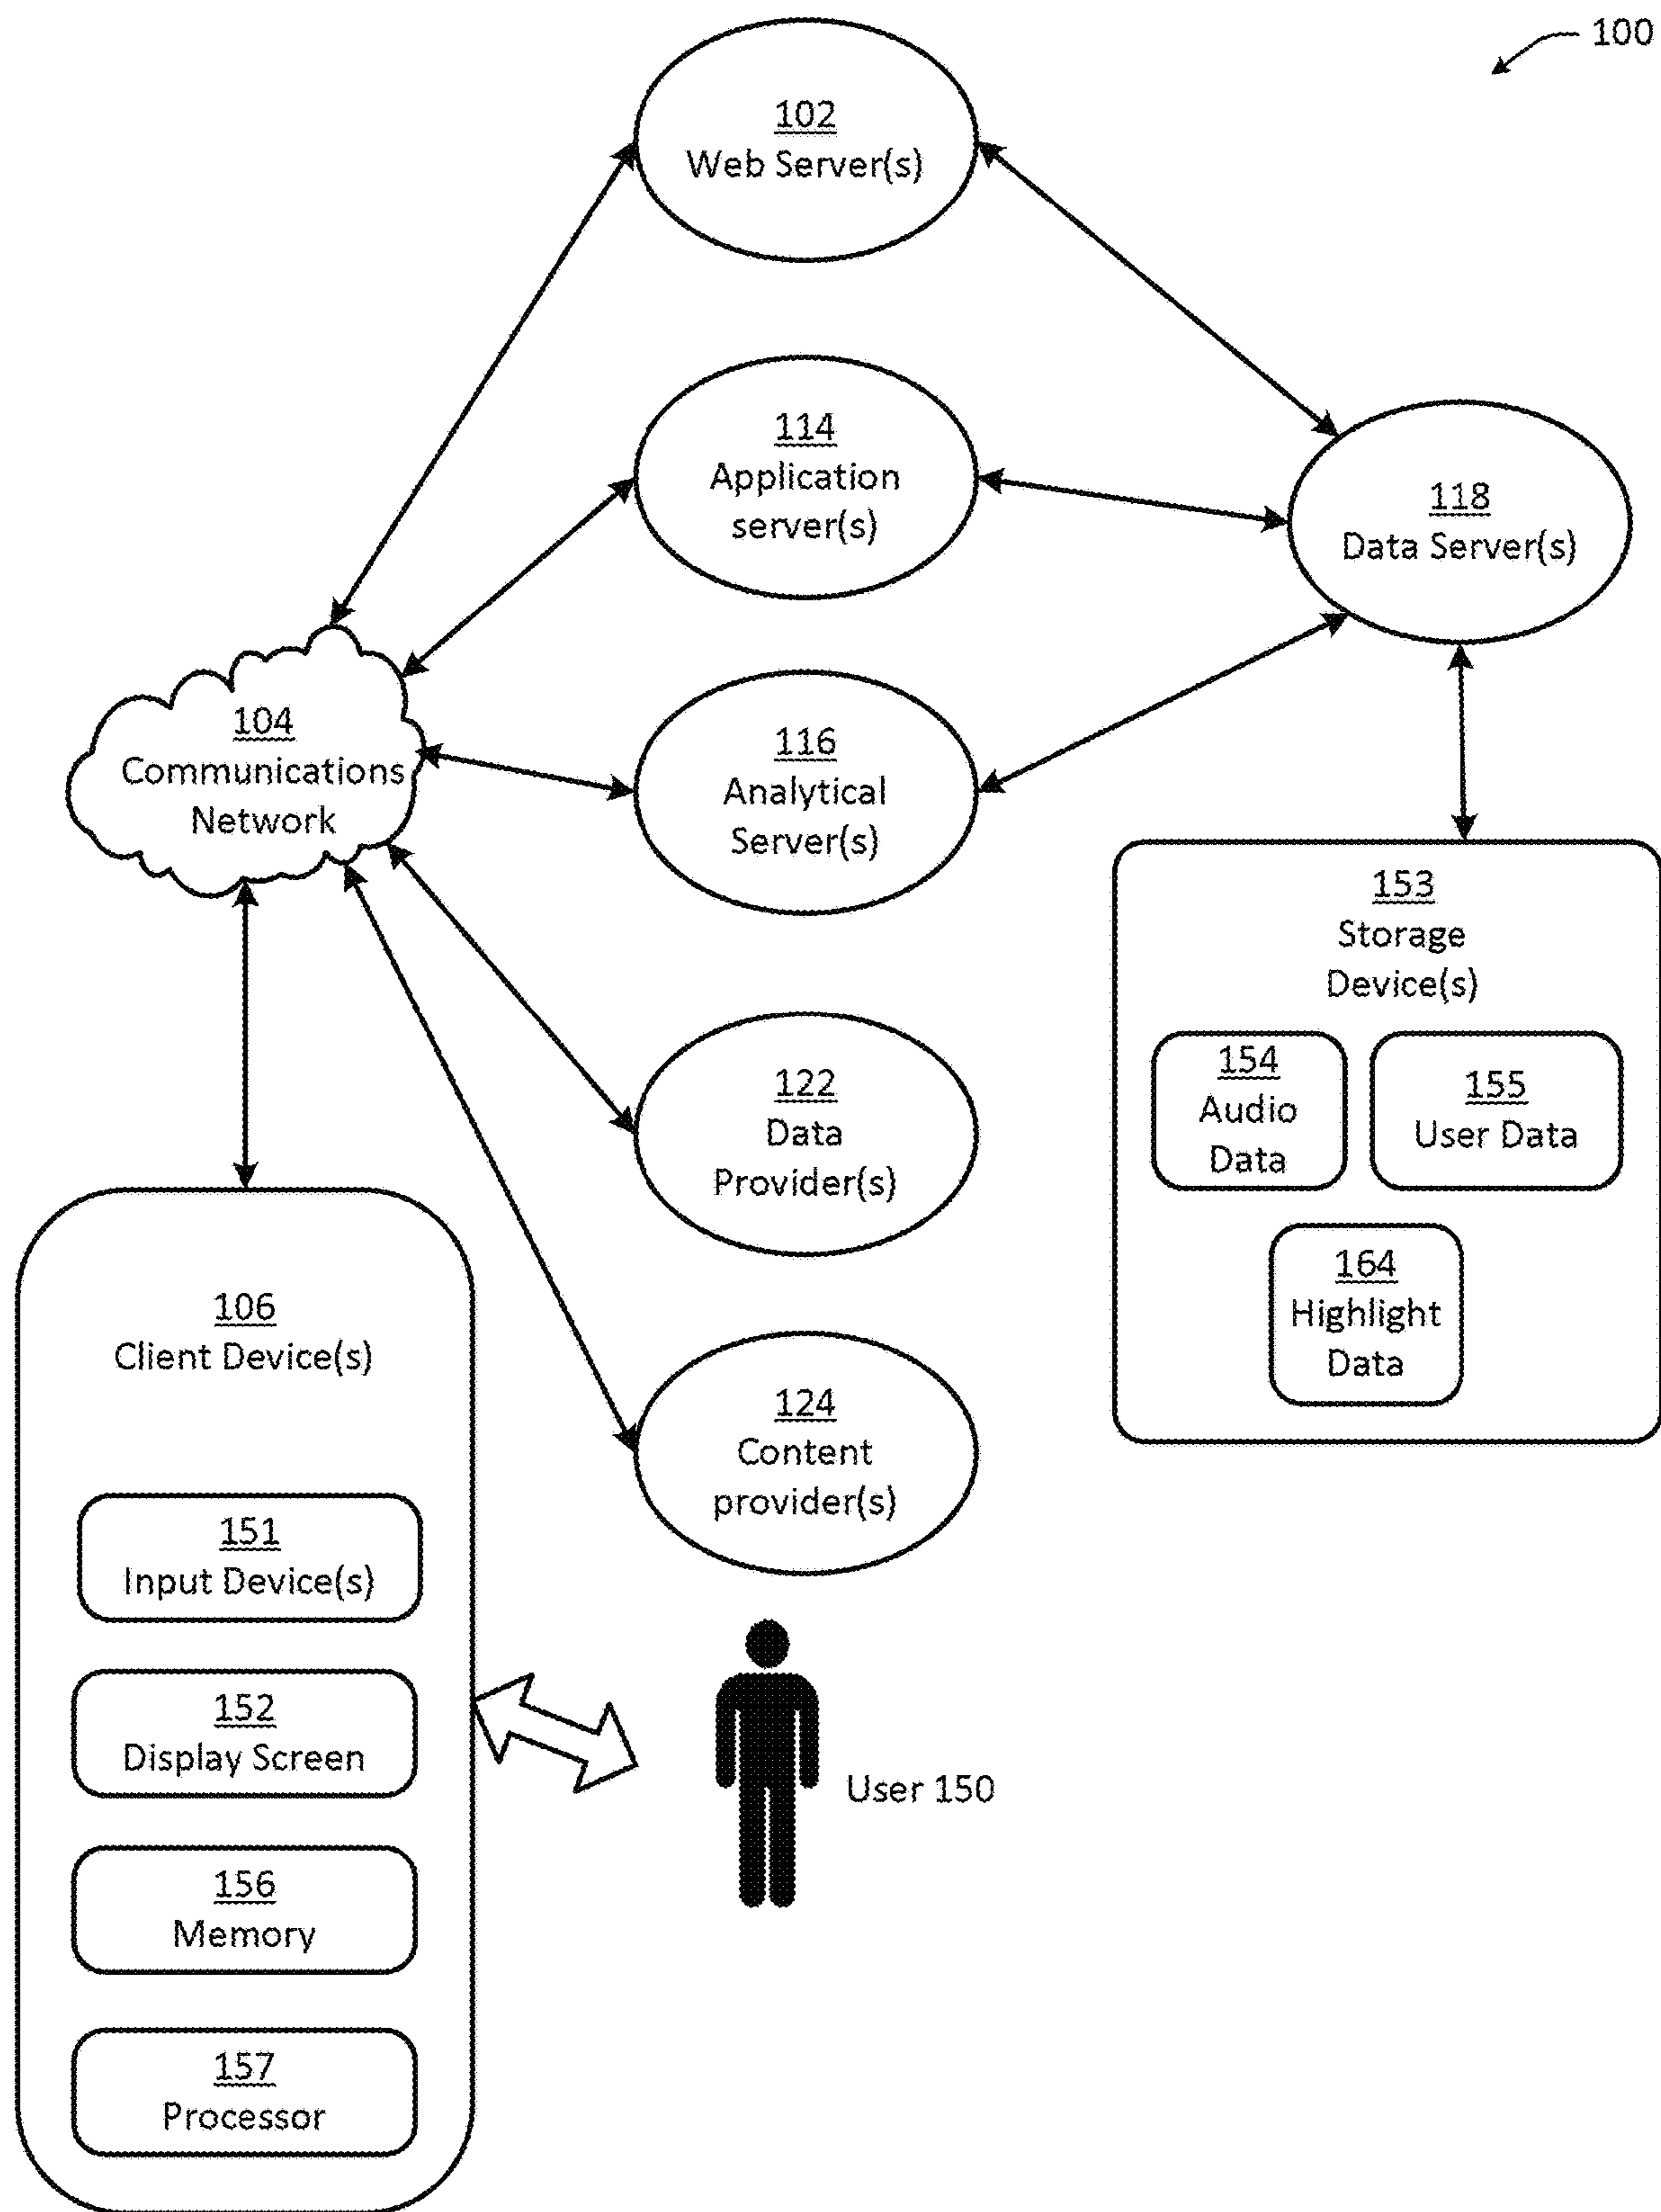 100
102
Web Server(s)
114
Application
server(s)
118
Data Server(s)
104
Communications
Network
116
Analytical
Server(s)
153
Storage
Device(s)
154
Audio
Data
155
User Data
164
Highlight
Data
122
Data
Provider(s)
124
Content
provider(s)
106
Client Device(s)
151
Input Device(s)
152
Display Screen
156
Memory
157
Processor
User 150